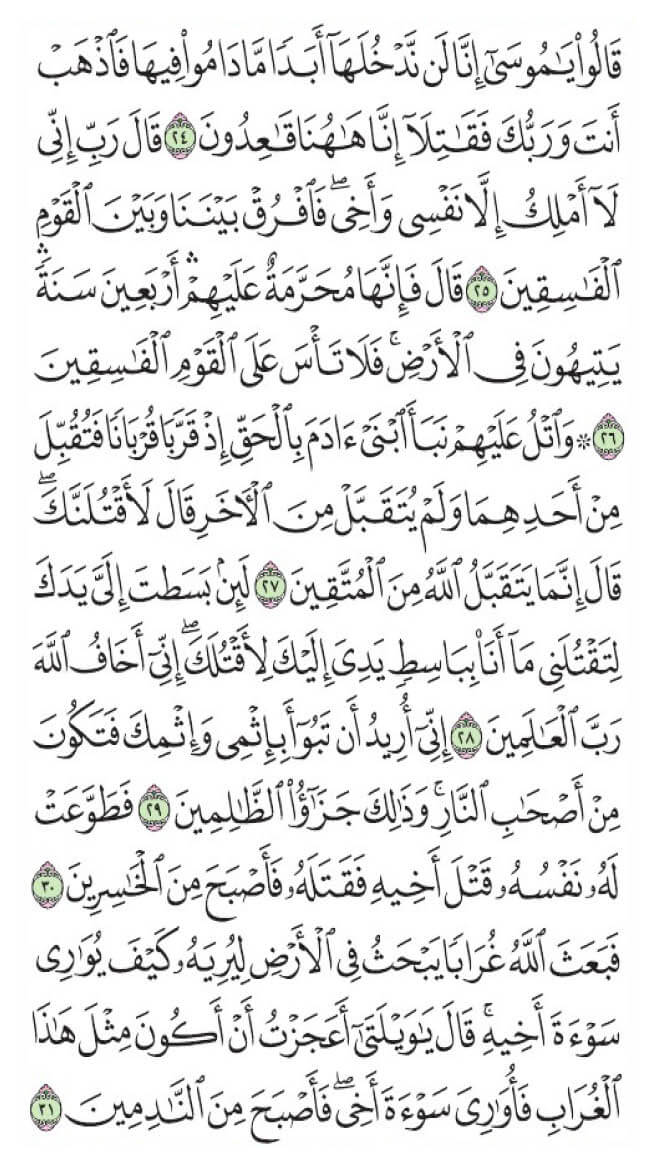 قَالُوا۟ يَـٰمُوسَىٰٓ إِنَّا لَن نَّدْخُلَهَآ أَبَدًا مَّا دَامُوا۟ فِيهَا فَٱذْهَبْ
أَنتَ وَرَبُّكَ فَقَـٰتِلَآ إِنَّا هَـٰهُنَا قَـٰعِدُونَ ٢٤ قَالَ رَبِّ إِنِّى
لَآ أَمْلِكُ إِلَّا نَفْسِى وَأَخِى ۖ فَٱفْرُقْ بَيْنَنَا وَبَيْنَ ٱلْقَوْمِ
ٱلْفَـٰسِقِينَ ٢٥ قَالَ فَإِنَّهَا مُحَرَّمَةٌ عَلَيْهِمْ ۛ أَرْبَعِينَ سَنَةً ۛ
يَتِيهُونَ فِى ٱلْأَرْضِ ۚ فَلَا تَأْسَ عَلَى ٱلْقَوْمِ ٱلْفَـٰسِقِينَ
٢٦ ۞ وَٱتْلُ عَلَيْهِمْ نَبَأَ ٱبْنَىْ ءَادَمَ بِٱلْحَقِّ إِذْ قَرَّبَا قُرْبَانًا فَتُقُبِّلَ
مِنْ أَحَدِهِمَا وَلَمْ يُتَقَبَّلْ مِنَ ٱلْـَٔاخَرِ قَالَ لَأَقْتُلَنَّكَ ۖ
قَالَ إِنَّمَا يَتَقَبَّلُ ٱللَّهُ مِنَ ٱلْمُتَّقِينَ ٢٧ لَئِنۢ بَسَطتَ إِلَىَّ يَدَكَ
لِتَقْتُلَنِى مَآ أَنَا۠ بِبَاسِطٍ يَدِىَ إِلَيْكَ لِأَقْتُلَكَ ۖ إِنِّىٓ أَخَافُ ٱللَّهَ
رَبَّ ٱلْعَـٰلَمِينَ ٢٨ إِنِّىٓ أُرِيدُ أَن تَبُوٓأَ بِإِثْمِى وَإِثْمِكَ فَتَكُونَ
مِنْ أَصْحَـٰبِ ٱلنَّارِ ۚ وَذَٰلِكَ جَزَٰٓؤُا۟ ٱلظَّـٰلِمِينَ ٢٩ فَطَوَّعَتْ
لَهُۥ نَفْسُهُۥ قَتْلَ أَخِيهِ فَقَتَلَهُۥ فَأَصْبَحَ مِنَ ٱلْخَـٰسِرِينَ ٣٠
فَبَعَثَ ٱللَّهُ غُرَابًا يَبْحَثُ فِى ٱلْأَرْضِ لِيُرِيَهُۥ كَيْفَ يُوَٰرِى
سَوْءَةَ أَخِيهِ ۚ قَالَ يَـٰوَيْلَتَىٰٓ أَعَجَزْتُ أَنْ أَكُونَ مِثْلَ هَـٰذَا
ٱلْغُرَابِ فَأُوَٰرِىَ سَوْءَةَ أَخِى ۖ فَأَصْبَحَ مِنَ ٱلنَّـٰدِمِينَ ٣١